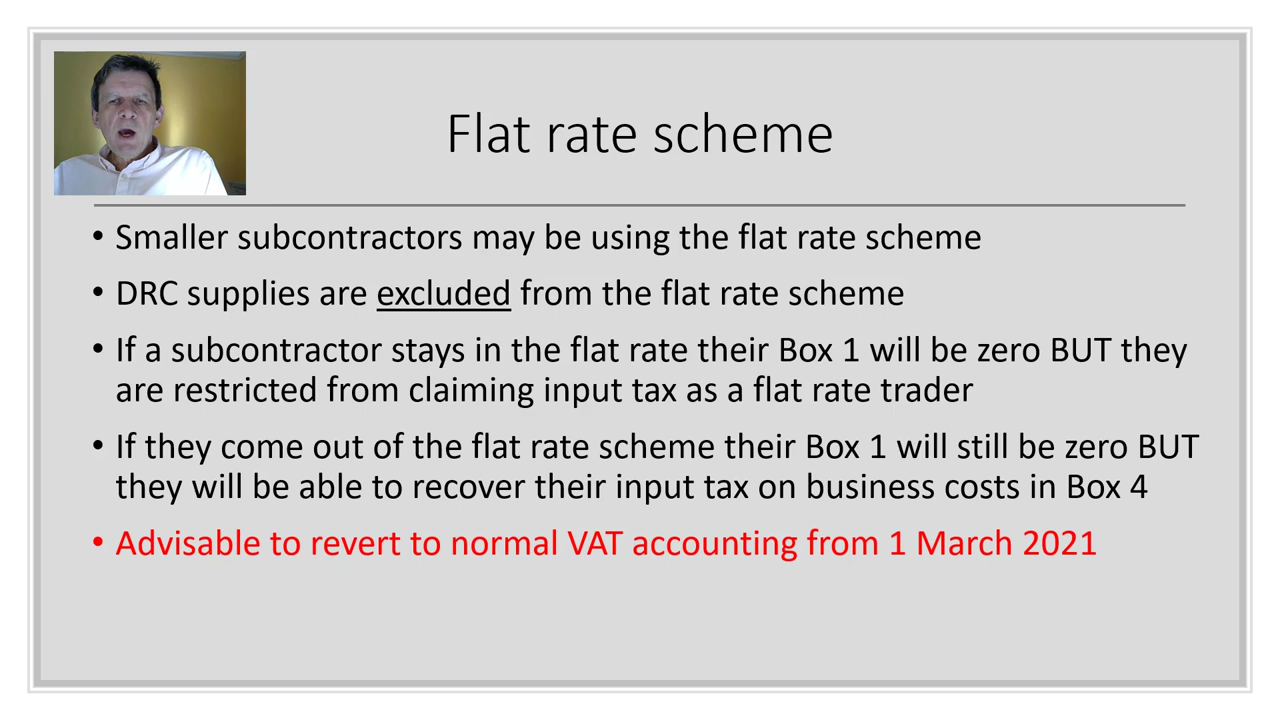 Flat rate scheme
• Smaller subcontractors may be using the flat rate scheme
• DRC supplies are excluded from the flat rate scheme
• If a subcontractor stays in the flat rate their Box 1 will be zero BUT they
are restricted from claiming input tax as a flat rate trader
• If they come out of the flat rate scheme their Box 1 will still be zero BUT
they will be able to recover their input tax on business costs in Box 4
• Advisable to revert to normal VAT accounting from 1 March 2021